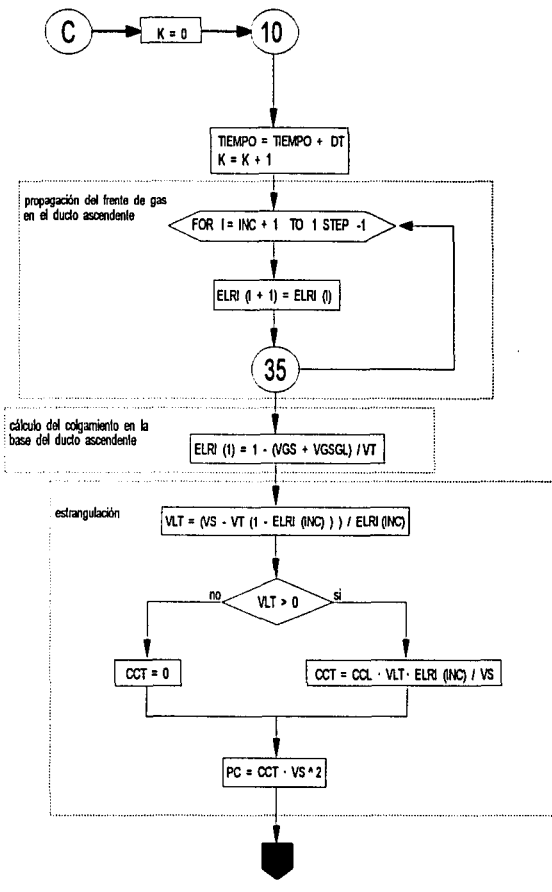 C
K = 0
10
TIEMPO = TIEMPO + DT
K = K + 1
propagación del frente de gas
en el ducto ascendente
FOR I = INC + 1 TO 1 STEP -1
ELRI (I + 1) = ELRI (I)
35
cálculo del colgamiento en la
base del ducto ascendente
ELRI (1) = 1 - (VGS + VGSGL) / VT
estrangulación
VLT = (VS - VT (1 - ELRI (INC) ) ) / ELRI (INC)
no
VLT > 0
si
CCT = 0
CCT = CCL · VLT · ELRI (INC) / VS
PC = CCT · VS ^ 2